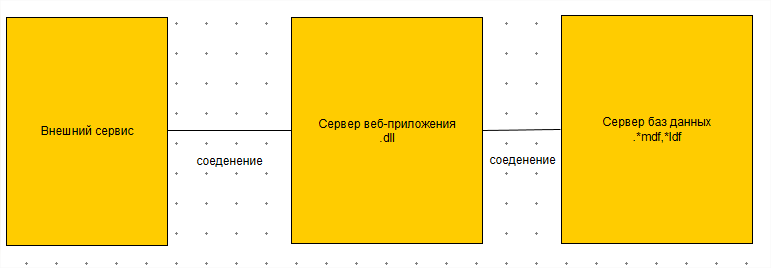 Внешний сервис
соеденение
Сервер веб-приложения
.dll
соеденение
Сервер баз данных
.*mdf,*ldf